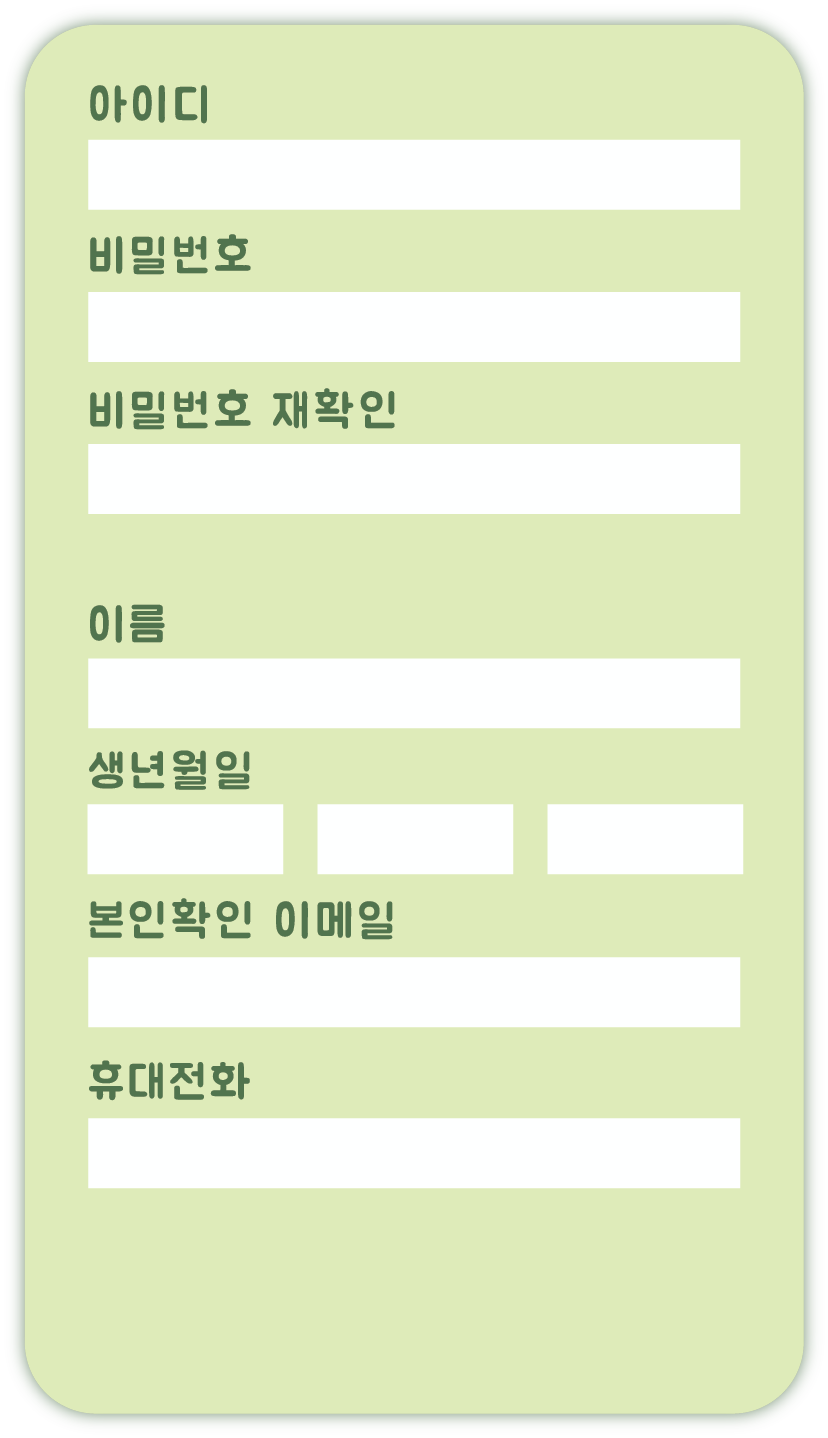 아이디
비밀번호
비밀번호 재확인
이름
생년월일
본인확인 이메일
휴대전화